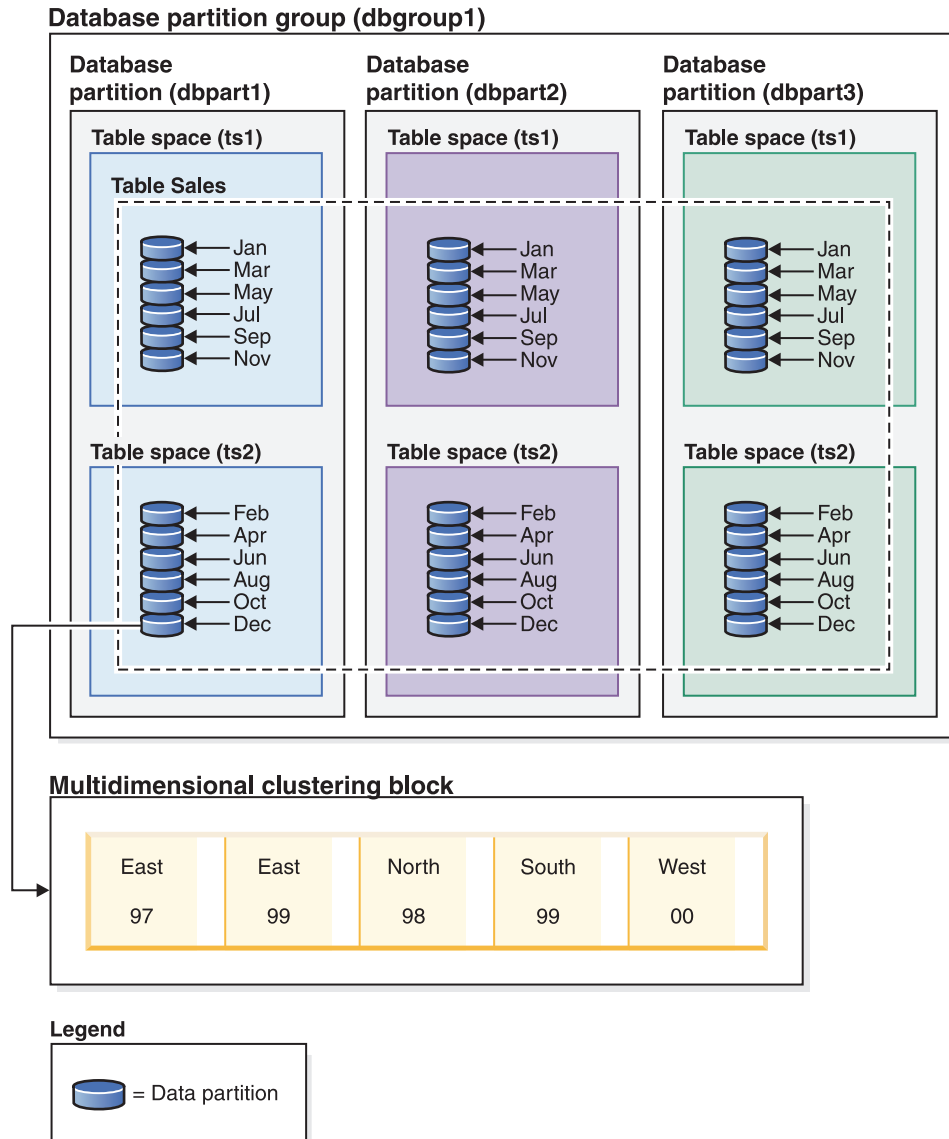 Database partition group (dbgroup1)
Database
partition (dbpart1)
Database
partition (dbpart2)
Database
partition (dbpart3)
Table space (ts1)
Table space (ts1)
Table space (ts1)
Table Sales
Jan
Mar
May
Jul
Sep
Nov
Jan
Mar
May
Jul
Sep
Nov
Jan
Mar
May
Jul
Sep
Nov
Table space (ts2)
Table space (ts2)
Table space (ts2)
Feb
Apr
Jun
Aug
Oct
Dec
Feb
Apr
Jun
Aug
Oct
Dec
Feb
Apr
Jun
Aug
Oct
Dec
Multidimensional clustering block
East
97
East
99
North
98
South
99
West
00
Legend
= Data partition